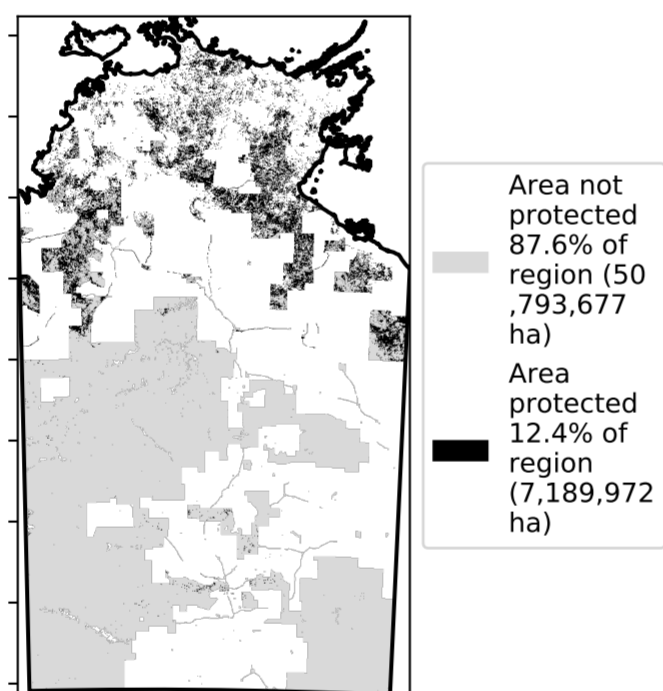 Area not
protected
87.6% of
region (50
,793,677
ha)
Area
protected
12.4% of
region
(7,189,972
ha)